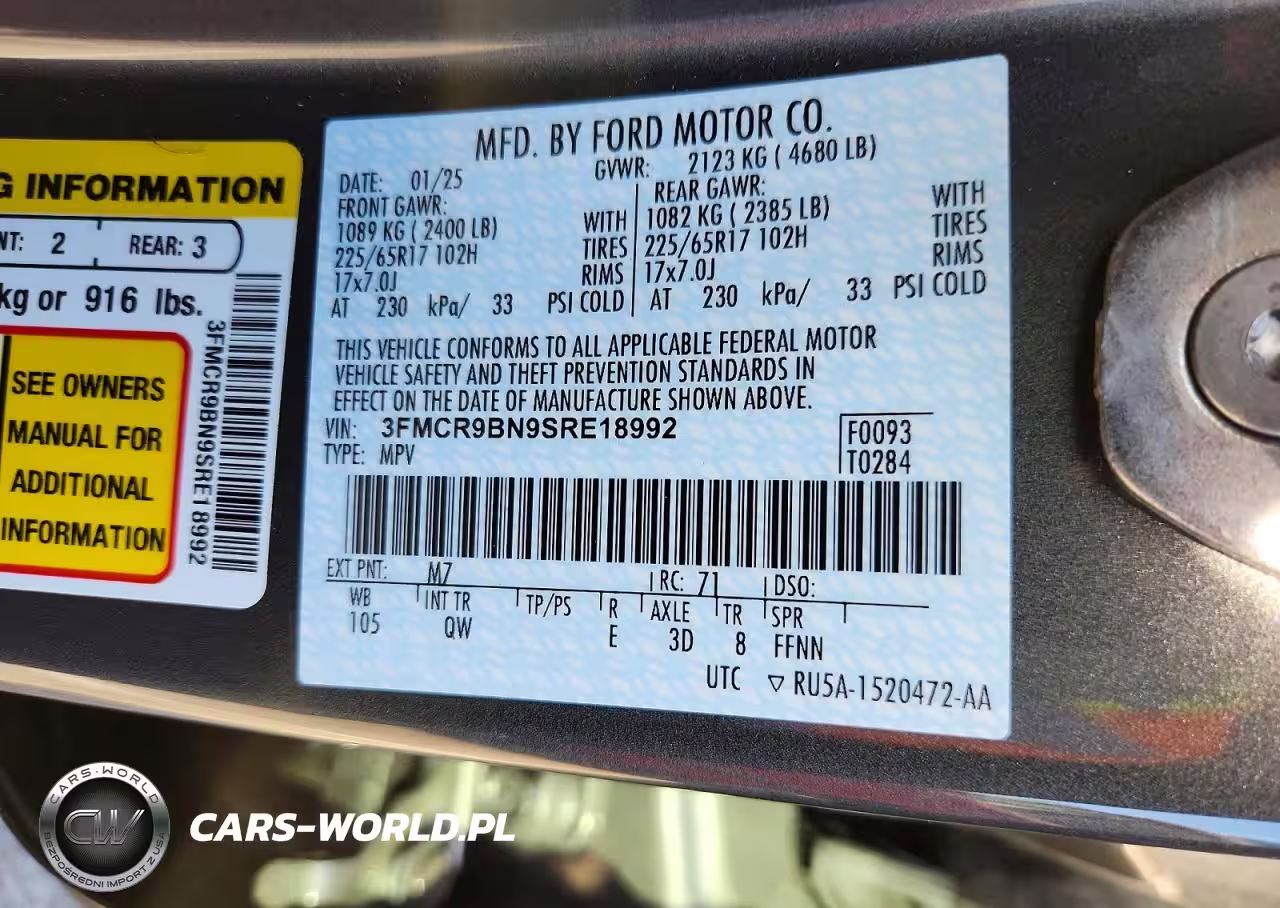 G INFORMATION
NT: 2 REAR: 3
kg or 916 lbs.
SEE OWNERS
MANUAL FOR
ADDITIONAL
INFORMATION
3FMCR9BN9SRE18992
MFD. BY FORD MOTOR CO.
DATE: 01/25 GVWR: 2123 KG ( 4680 LB)
FRONT GAWR: REAR GAWR:
1089 KG ( 2400 LB) WITH 1082 KG ( 2385 LB) WITH
225/65R17 102H TIRES 225/65R17 102H TIRES
17x7.0J RIMS 17x7.0J RIMS
AT 230 kPa/ 33 PSI COLD AT 230 kPa/ 33 PSI COLD
THIS VEHICLE CONFORMS TO ALL APPLICABLE FEDERAL MOTOR
VEHICLE SAFETY AND THEFT PREVENTION STANDARDS IN
EFFECT ON THE DATE OF MANUFACTURE SHOWN ABOVE.
VIN: 3FMCR9BN9SRE18992
TYPE: MPV
F0093
T0284
EXT PNT: M7 RC: 71 DSO:
WB INT TR TP/PS R AXLE TR SPR
105 QW E 3D 8 FFNN
UTC ▽ RU5A-1520472-AA
CARS-WORLD
CW
BEZPOŚREDNI IMPORT Z USA
CARS-WORLD.PL